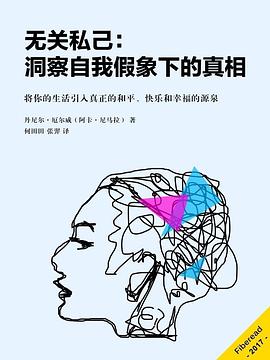 无关私己：
洞察自我假象下的真相
将你的生活引入真正的和平、快乐和幸福的源泉
丹尼尔·厄尔威（阿卡·尼马拉） 著
何田田 张霏 译
Fiberead
- 2017 -